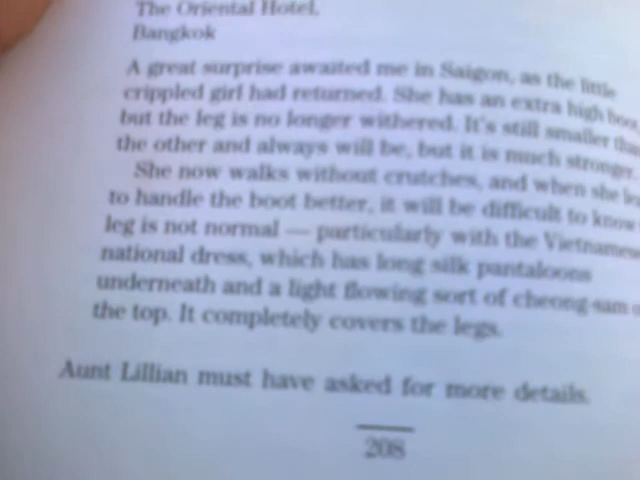 The Oriental Hotel,
Bangkok
A great surprise awaited me in Saigon, as the little
crippled girl had returned. She has an extra high boot,
but the leg is no longer withered. It's still smaller than
the other and always will be, but it is much stronger.
She now walks without crutches, and when she
to handle the boot better, it will be difficult to know
leg is not normal — particularly with the Vietnamese
national dress, which has long silk pantaloons
underneath and a light flowing sort of cheong-sam
the top. It completely covers the legs.
Aunt Lillian must have asked for more details.
208